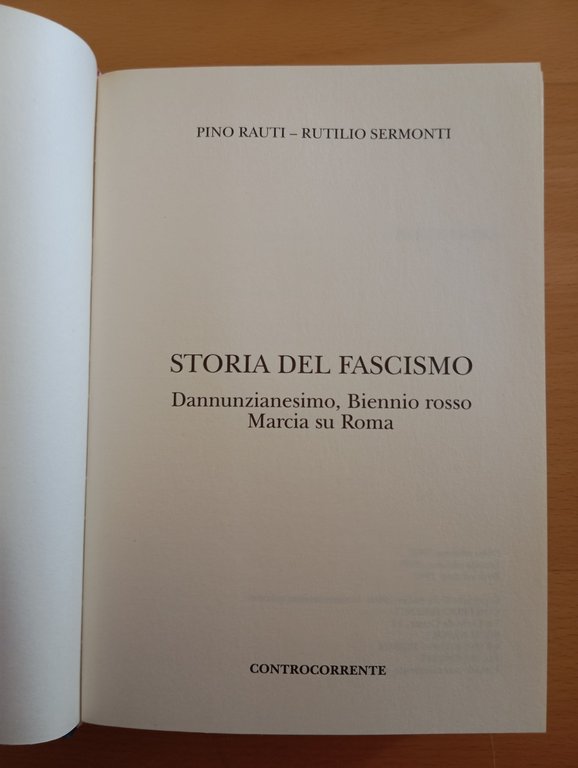 PINO RAUTI – RUTILIO SERMONTI
STORIA DEL FASCISMO
Dannunzianesimo, Biennio rosso
Marcia su Roma
CONTROCORRENTE